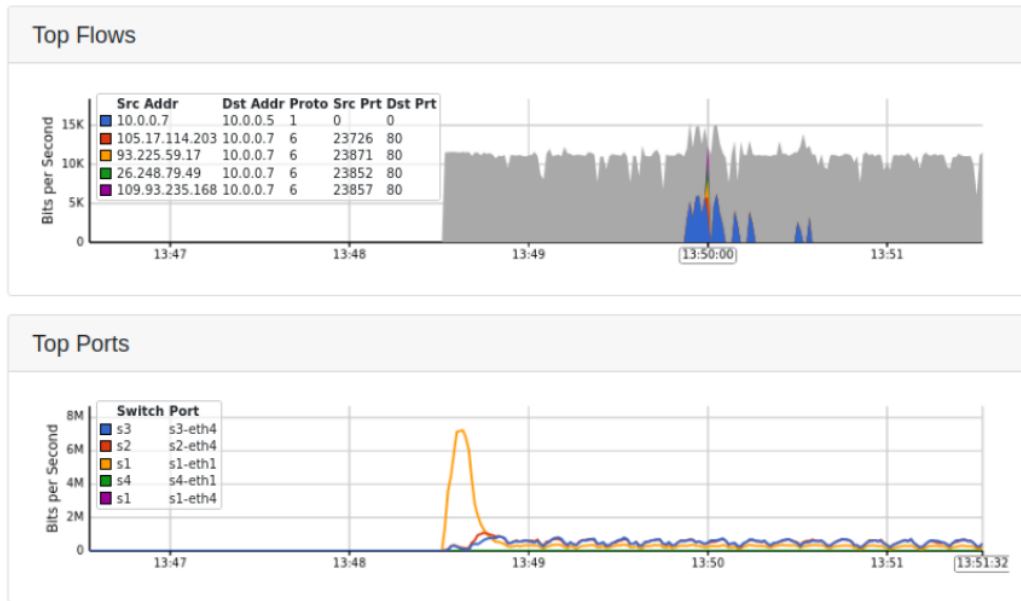 Top Flows
Bits per Second
15K
10K
5K
0
Src Addr Dst Addr Proto Src Prt Dst Prt
10.0.0.7 10.0.0.5 1 0 0
105.17.114.203 10.0.0.7 6 23726 80
93.225.59.17 10.0.0.7 6 23871 80
26.248.79.49 10.0.0.7 6 23852 80
109.93.235.168 10.0.0.7 6 23857 80
13:47 13:48 13:49 13:50:00 13:51
Top Ports
Bits per Second
8M
6M
4M
2M
0
Switch Port
s3 s3-eth4
s2 s2-eth4
s1 s1-eth1
s4 s4-eth1
s1 s1-eth4
13:47 13:48 13:49 13:50 13:51 13:51:32